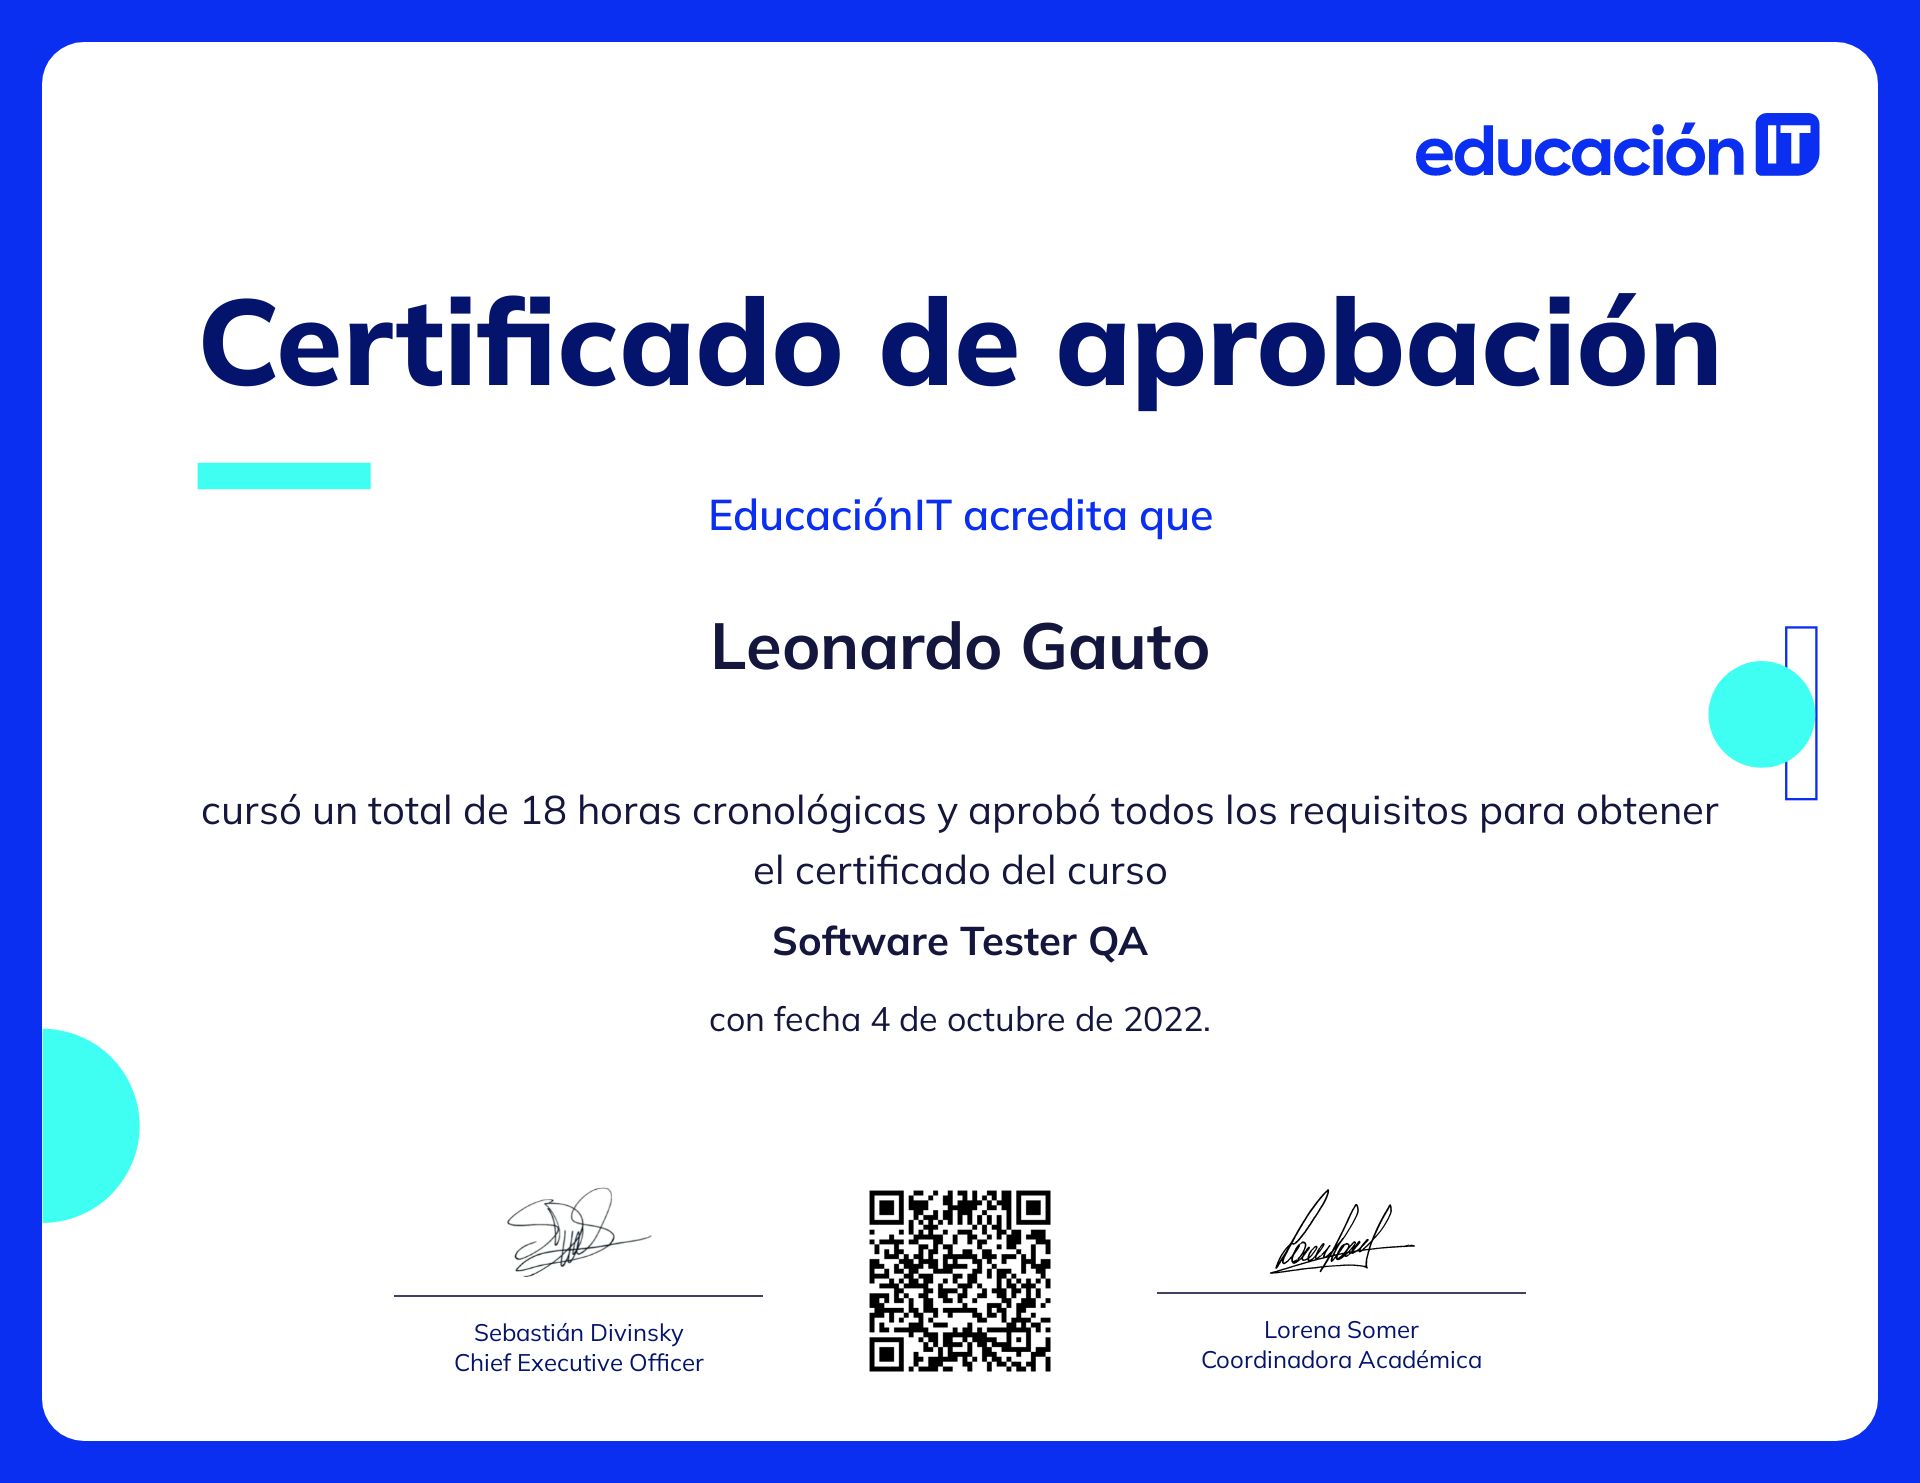 educación IT
Certificado de aprobación
EducaciónIT acredita que
Leonardo Gauto
cursó un total de 18 horas cronológicas y aprobó todos los requisitos para obtener
el certificado del curso
Software Tester QA
con fecha 4 de octubre de 2022.
Sebastián Divinsky
Chief Executive Officer
Lorena Somer
Coordinadora Académica